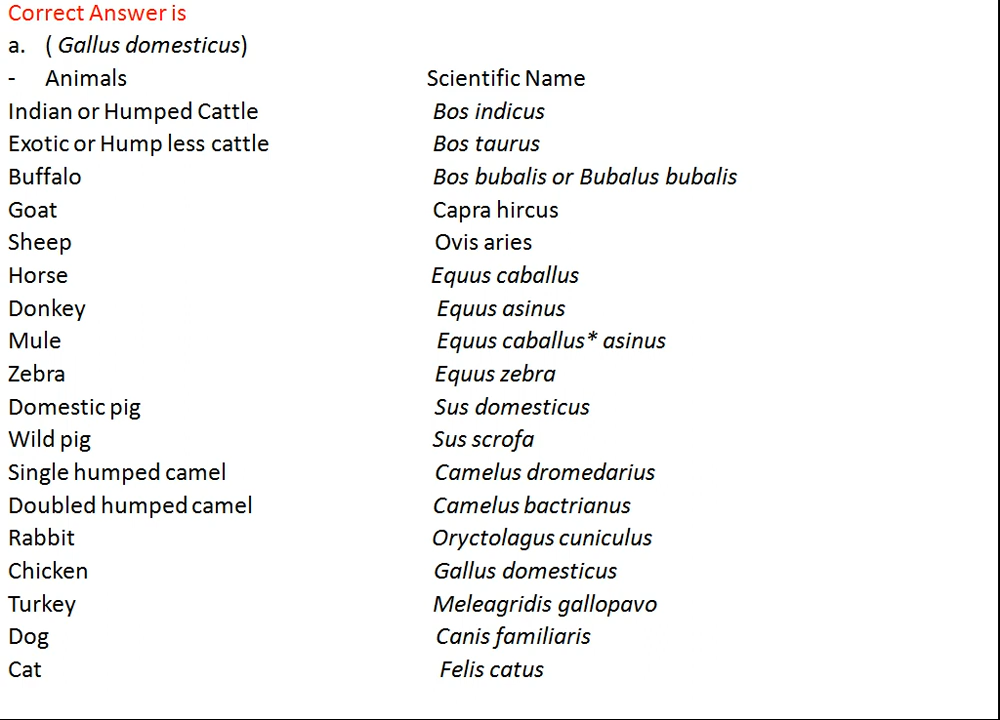 Correct Answer is
a. ( Gallus domesticus)
- Animals Scientific Name
Indian or Humped Cattle Bos indicus
Exotic or Hump less cattle Bos taurus
Buffalo Bos bubalis or Bubalus bubalis
Goat Capra hircus
Sheep Ovis aries
Horse Equus caballus
Donkey Equus asinus
Mule Equus caballus* asinus
Zebra Equus zebra
Domestic pig Sus domesticus
Wild pig Sus scrofa
Single humped camel Camelus dromedarius
Doubled humped camel Camelus bactrianus
Rabbit Oryctolagus cuniculus
Chicken Gallus domesticus
Turkey Meleagridis gallopavo
Dog Canis familiaris
Cat Felis catus